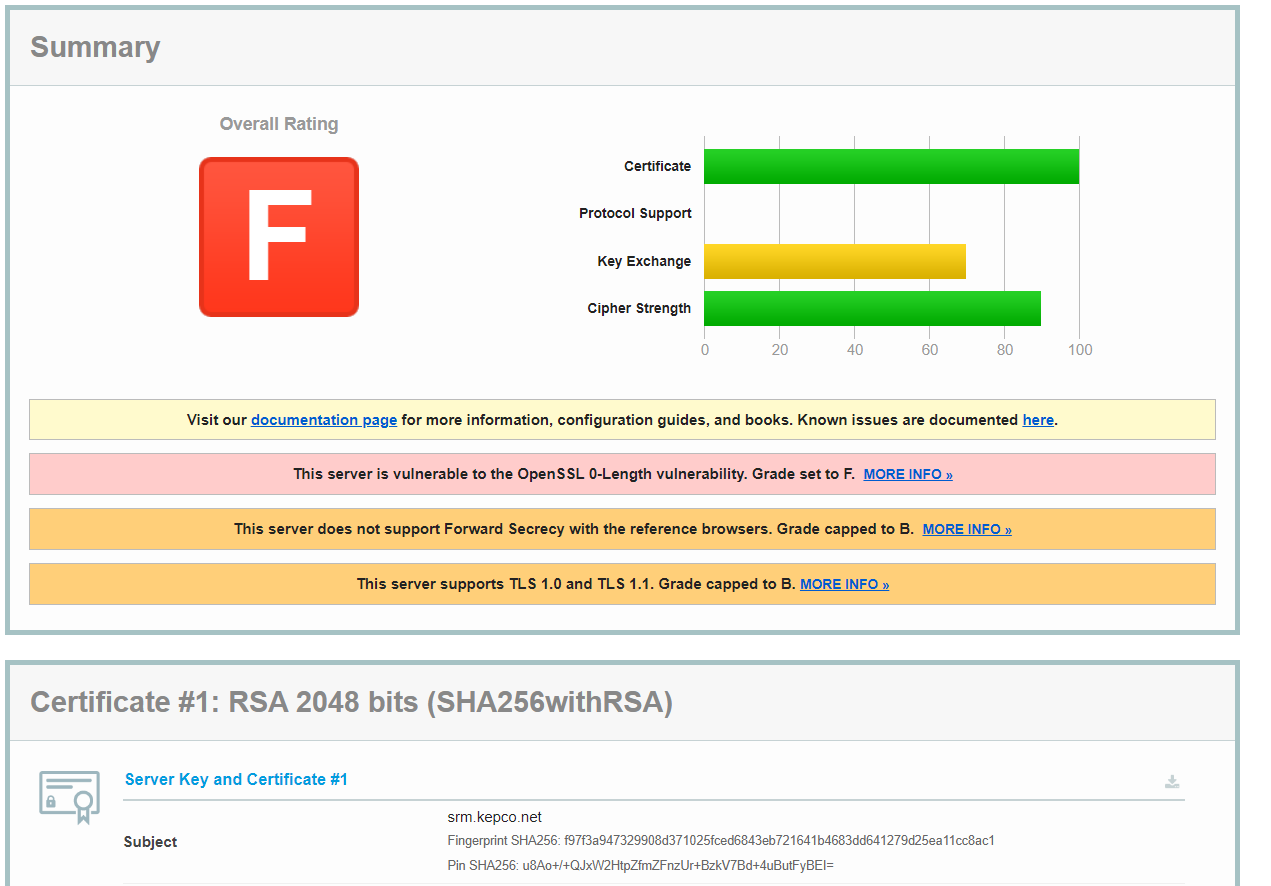 Summary
Overall Rating
F
Certificate
Protocol Support
Key Exchange
Cipher Strength
0 20 40 60 80 100
Visit our documentation page for more information, configuration guides, and books. Known issues are documented here.
This server is vulnerable to the OpenSSL 0-Length vulnerability. Grade set to F. MORE INFO »
This server does not support Forward Secrecy with the reference browsers. Grade capped to B. MORE INFO »
This server supports TLS 1.0 and TLS 1.1. Grade capped to B. MORE INFO »
Certificate #1: RSA 2048 bits (SHA256withRSA)
Server Key and Certificate #1
Subject
srm.kepco.net
Fingerprint SHA256: f97f3a947329908d371025fced6843eb721641b4683dd641279d25ea11cc8ac1
Pin SHA256: u8Ao+/+QJxW2HtpZfmZFnzUr+BzkV7Bd+4uButFyBEI=